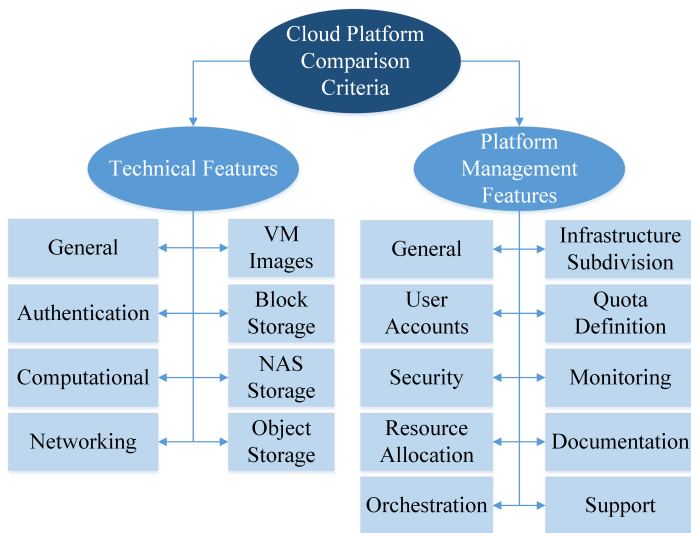 Cloud Platform
Comparison
Criteria
Technical Features
Platform
Management
Features
General
VM
Images
Authentication
Block
Storage
Computational
NAS
Storage
Networking
Object
Storage
General
Infrastructure
Subdivision
User
Accounts
Quota
Definition
Security
Monitoring
Resource
Allocation
Documentation
Orchestration
Support